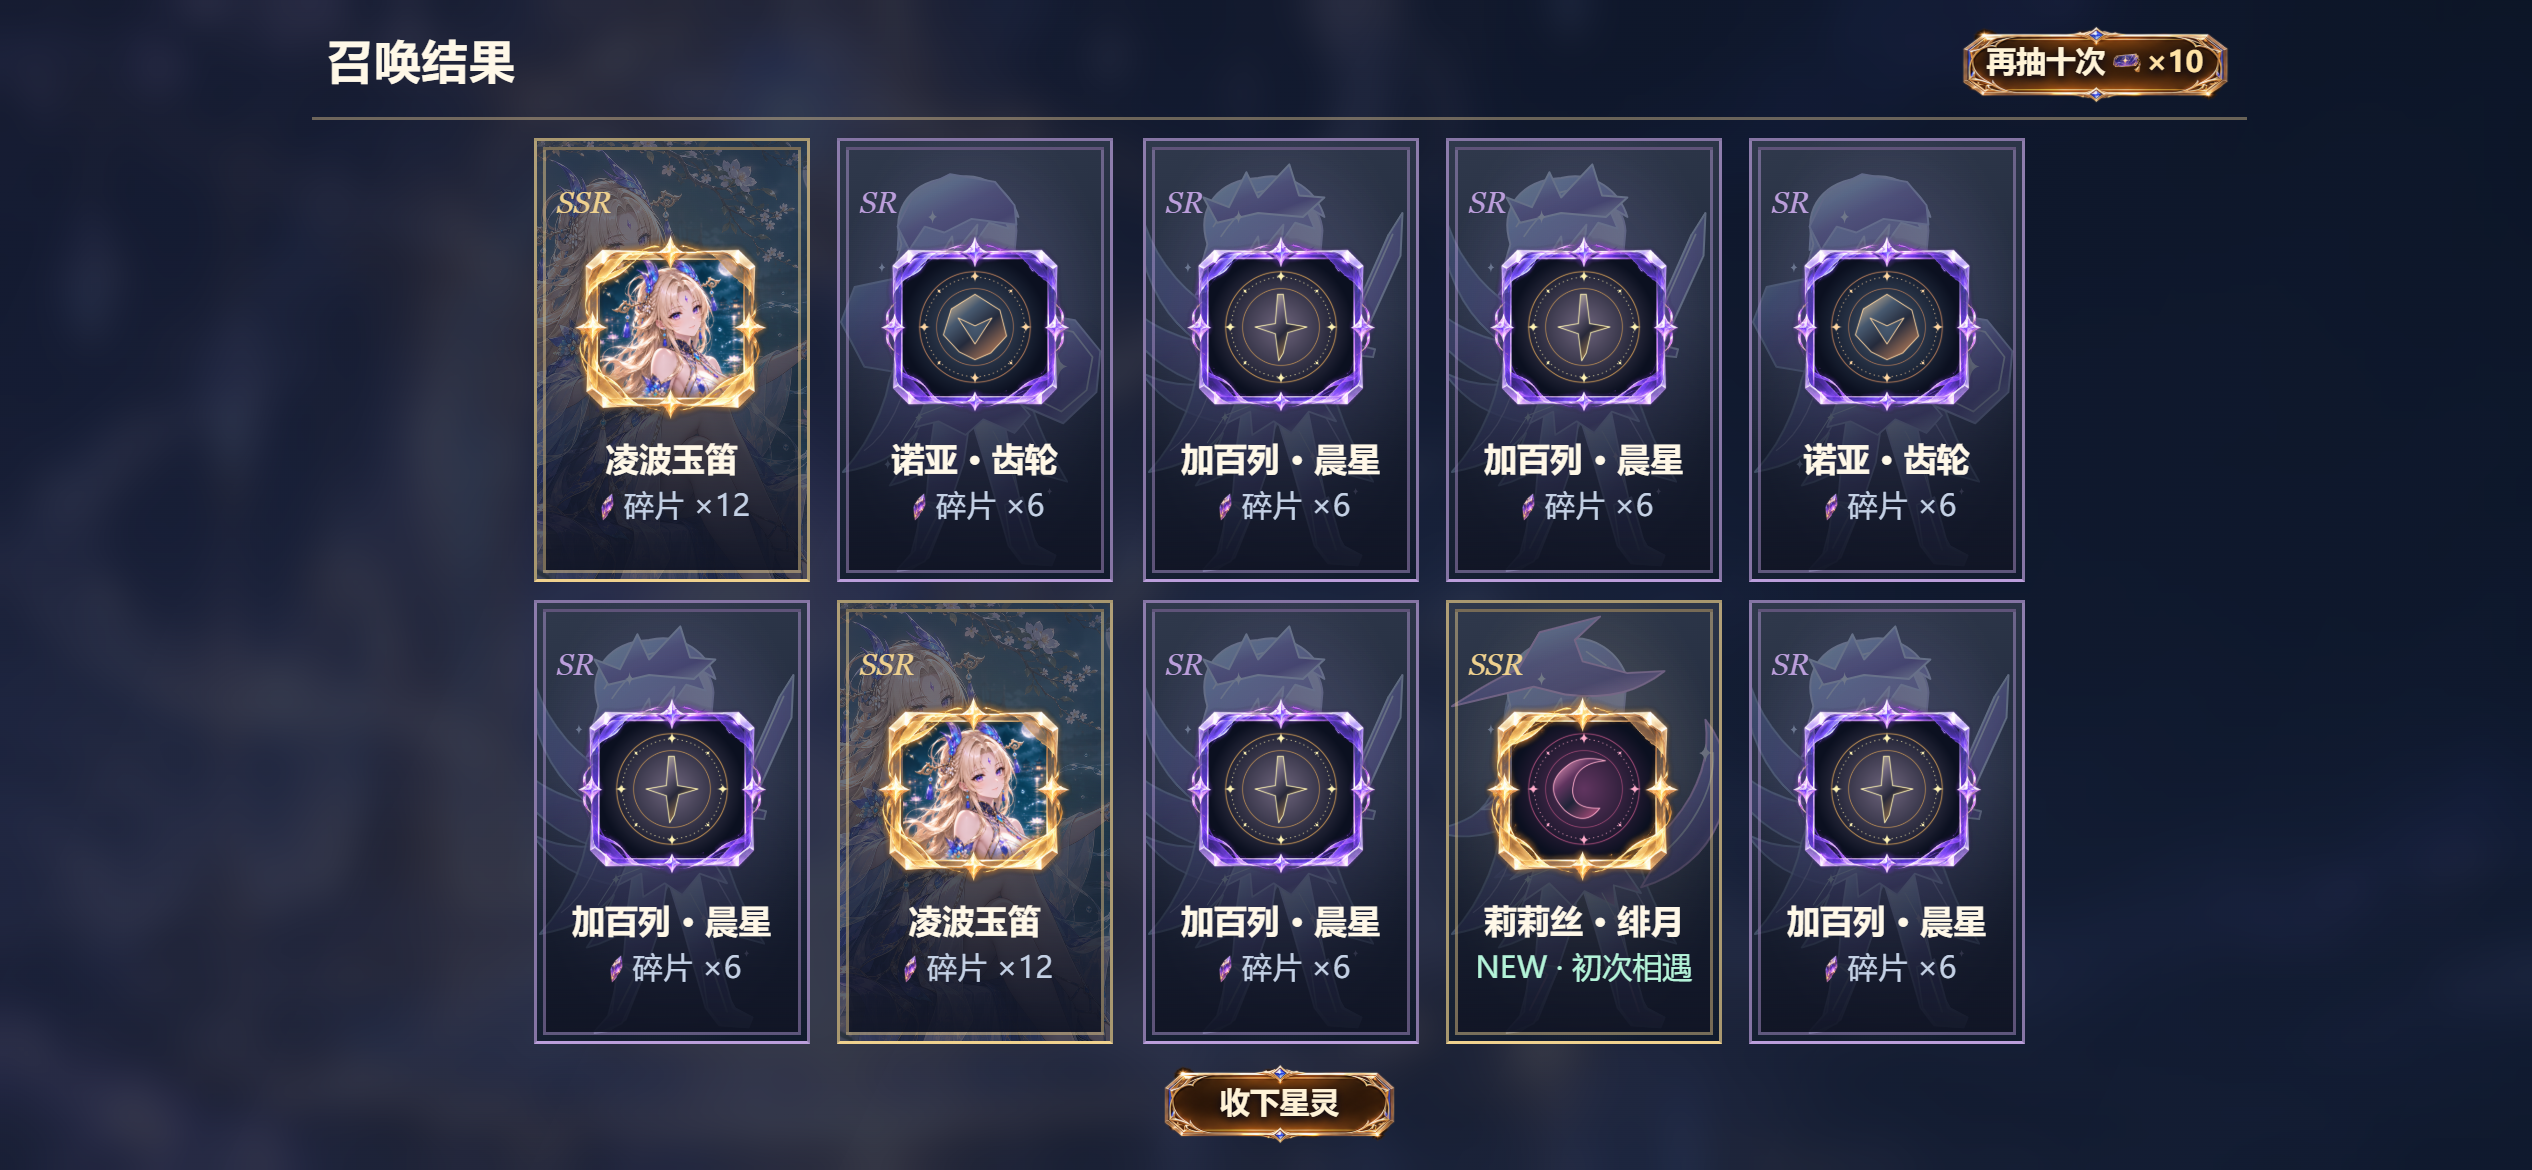 召唤结果
再抽十次 ×10
SSR
凌波玉笛
碎片 ×12
SR
诺亚·齿轮
碎片 ×6
SR
加百列·晨星
碎片 ×6
SR
加百列·晨星
碎片 ×6
SR
诺亚·齿轮
碎片 ×6
SR
加百列·晨星
碎片 ×6
SSR
凌波玉笛
碎片 ×12
SR
加百列·晨星
碎片 ×6
SSR
莉莉丝·绯月
NEW · 初次相遇
SR
加百列·晨星
碎片 ×6
收下星灵